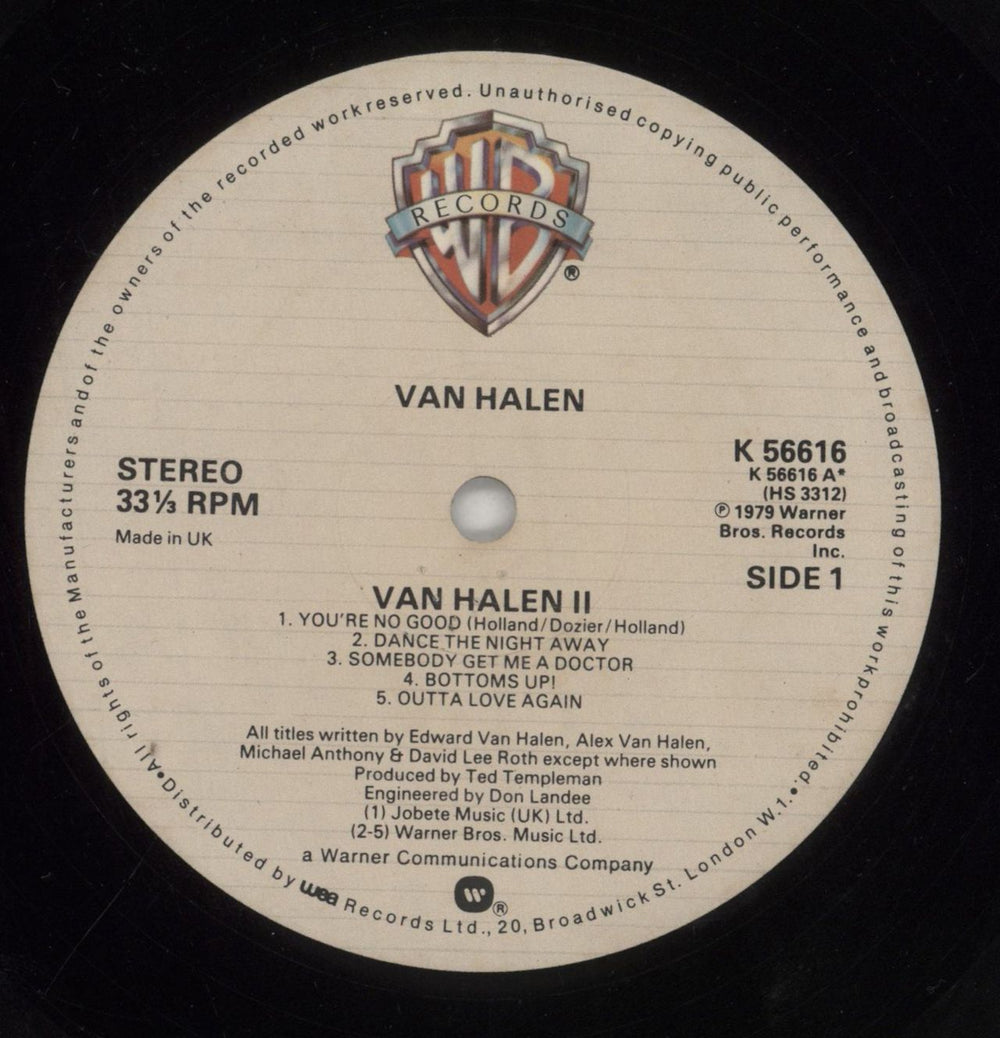 All rights of the Manufacturers and of the owners of the recorded work reserved. Unauthorised copying public performance and broadcasting of this work prohibited.
WB
RECORDS
®
VAN HALEN
STEREO
33⅓ RPM
Made in UK
K 56616
K 56616 A*
(HS 3312)
℗ 1979 Warner
Bros. Records
Inc.
SIDE 1
VAN HALEN II
1. YOU'RE NO GOOD (Holland/Dozier/Holland)
2. DANCE THE NIGHT AWAY
3. SOMEBODY GET ME A DOCTOR
4. BOTTOMS UP!
5. OUTTA LOVE AGAIN
All titles written by Edward Van Halen, Alex Van Halen,
Michael Anthony & David Lee Roth except where shown
Produced by Ted Templeman
Engineered by Don Landee
(1) Jobete Music (UK) Ltd.
(2-5) Warner Bros. Music Ltd.
a Warner Communications Company
W ®
•Distributed by wea Records Ltd., 20, Broadwick St. London W.1.•